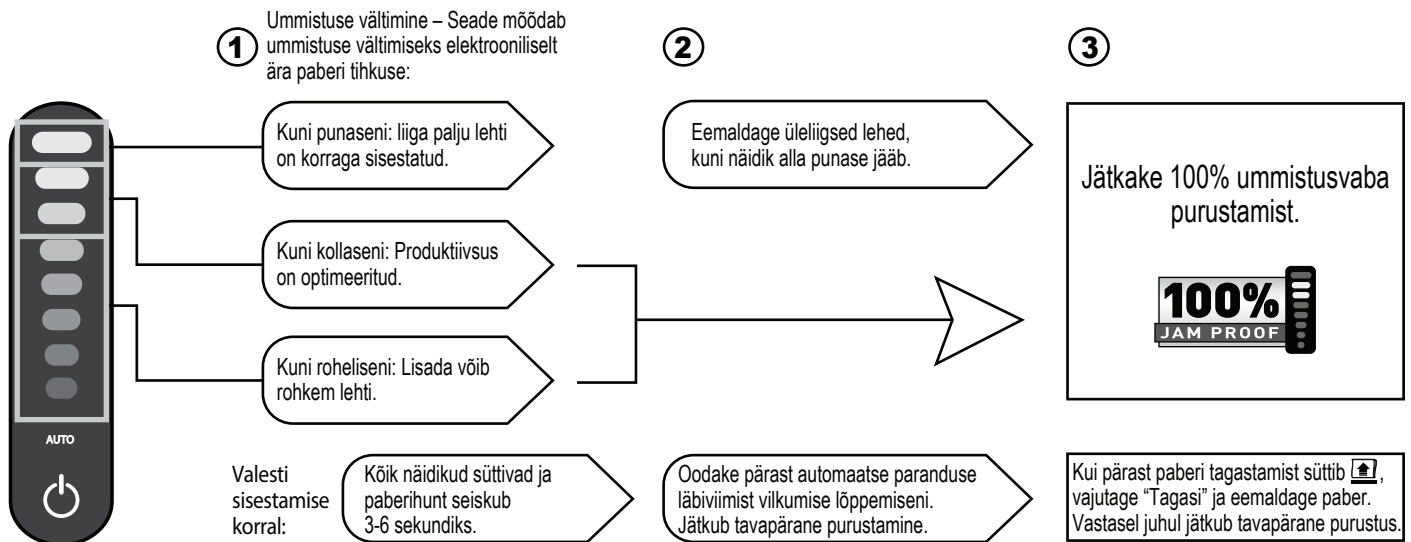 1
Ummistuse vältimine – Seade mõõdab
ummistuse vältimiseks elektrooniliselt
ära paberi tihkuse:
2
3
Kuni punaseni: liiga palju lehti
on korraga sisestatud.
Eemaldage üleliigsed lehed,
kuni näidik alla punase jääb.
Kuni kollaseni: Produktiivsus
on optimeeritud.
Kuni roheliseni: Lisada võib
rohkem lehti.
Jätkake 100% ummistusvaba
purustamist.
100%
JAM PROOF
AUTO
Valesti
sisestamise
korral:
Kõik näidikud süttivad ja
paberihunt seiskub
3-6 sekundiks.
Oodake pärast automaatse paranduse
läbiviimist vilkumise lõppemiseni.
Jätkub tavapärane purustamine.
Kui pärast paberi tagastamist süttib ,
vajutage “Tagasi” ja eemaldage paber.
Vastasel juhul jätkub tavapärane purustus.